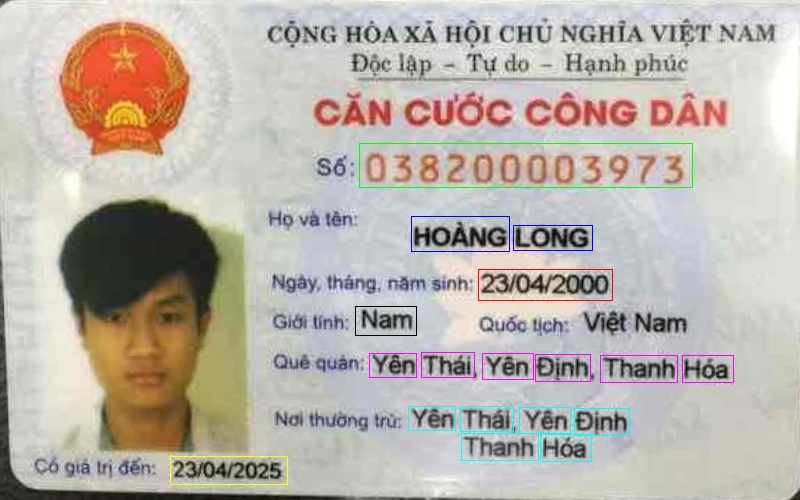 CỘNG HÒA XÃ HỘI CHỦ NGHĨA VIỆT NAM
Độc lập - Tự do - Hạnh phúc
CĂN CƯỚC CÔNG DÂN
Số: 038200003973
Họ và tên: HOÀNG LONG
Ngày, tháng, năm sinh: 23/04/2000
Giới tính: Nam Quốc tịch: Việt Nam
Quê quán: Yên Thái, Yên Định, Thanh Hóa
Nơi thường trú: Yên Thái, Yên Định
Thanh Hóa
Có giá trị đến: 23/04/2025